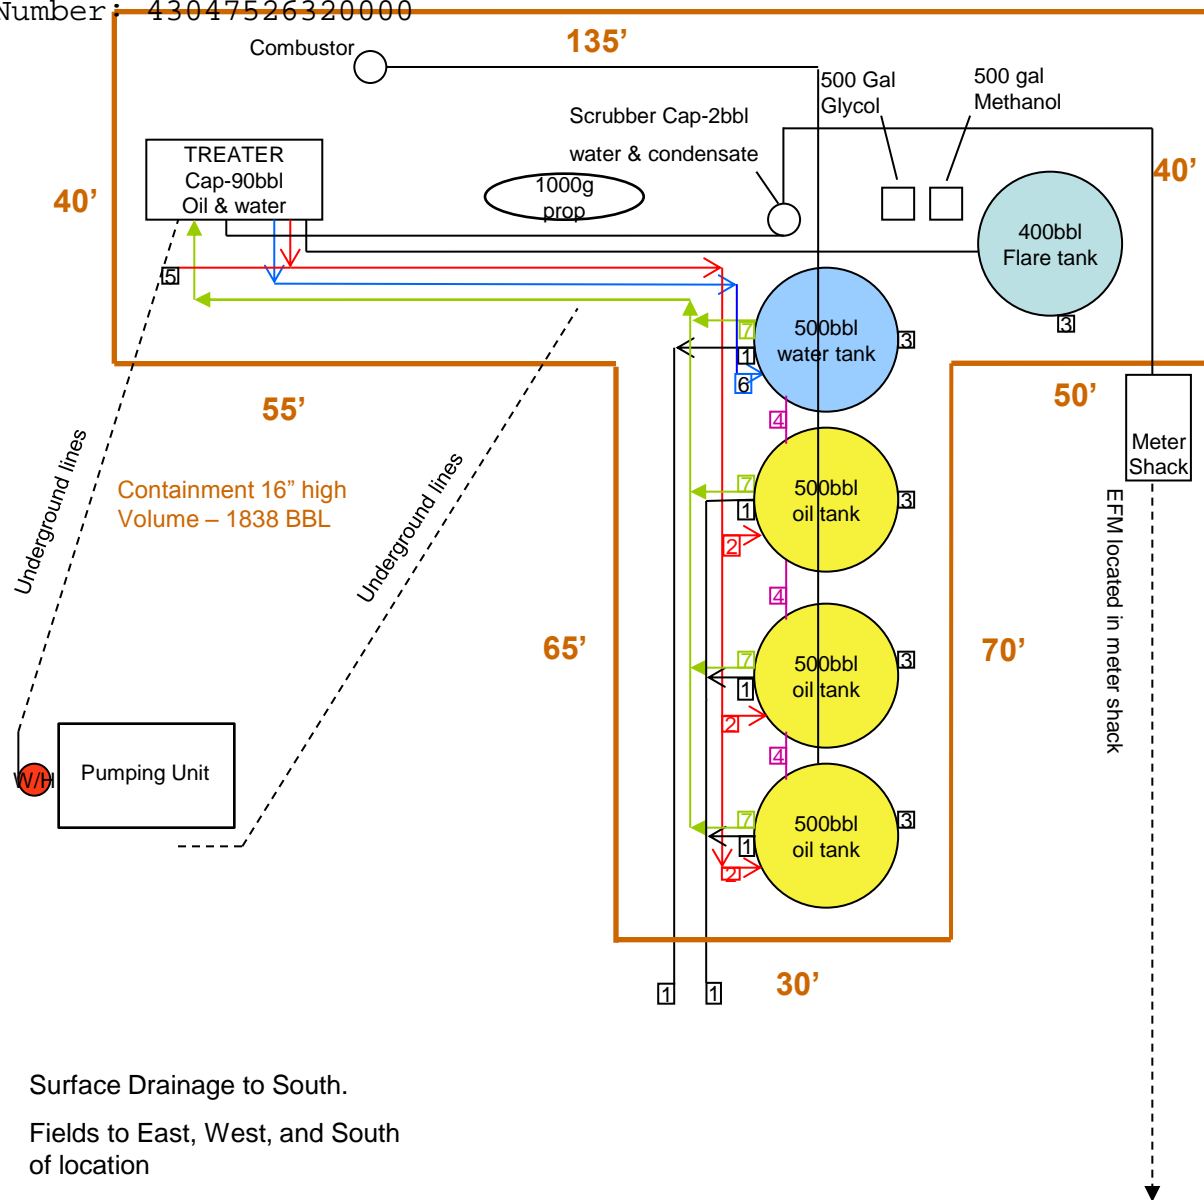 Number: 43047526320000
135’
Combustor
500 Gal
Glycol
500 gal
Methanol
Scrubber Cap-2bbl
water & condensate
TREATER
Cap-90bbl
Oil & water
1000g
prop
40’
40’
400bbl
Flare tank
5
3
7
1
6
500bbl
water tank
3
55’
50’
4
Meter
Shack
Underground lines
Underground lines
Containment 16” high
Volume – 1838 BBL
7
1
2
500bbl
oil tank
3
EFM located in meter shack
4
65’
70’
7
1
2
500bbl
oil tank
3
4
W/H
Pumping Unit
7
1
2
500bbl
oil tank
3
30’
1
1
Surface Drainage to South.
Fields to East, West, and South
of location